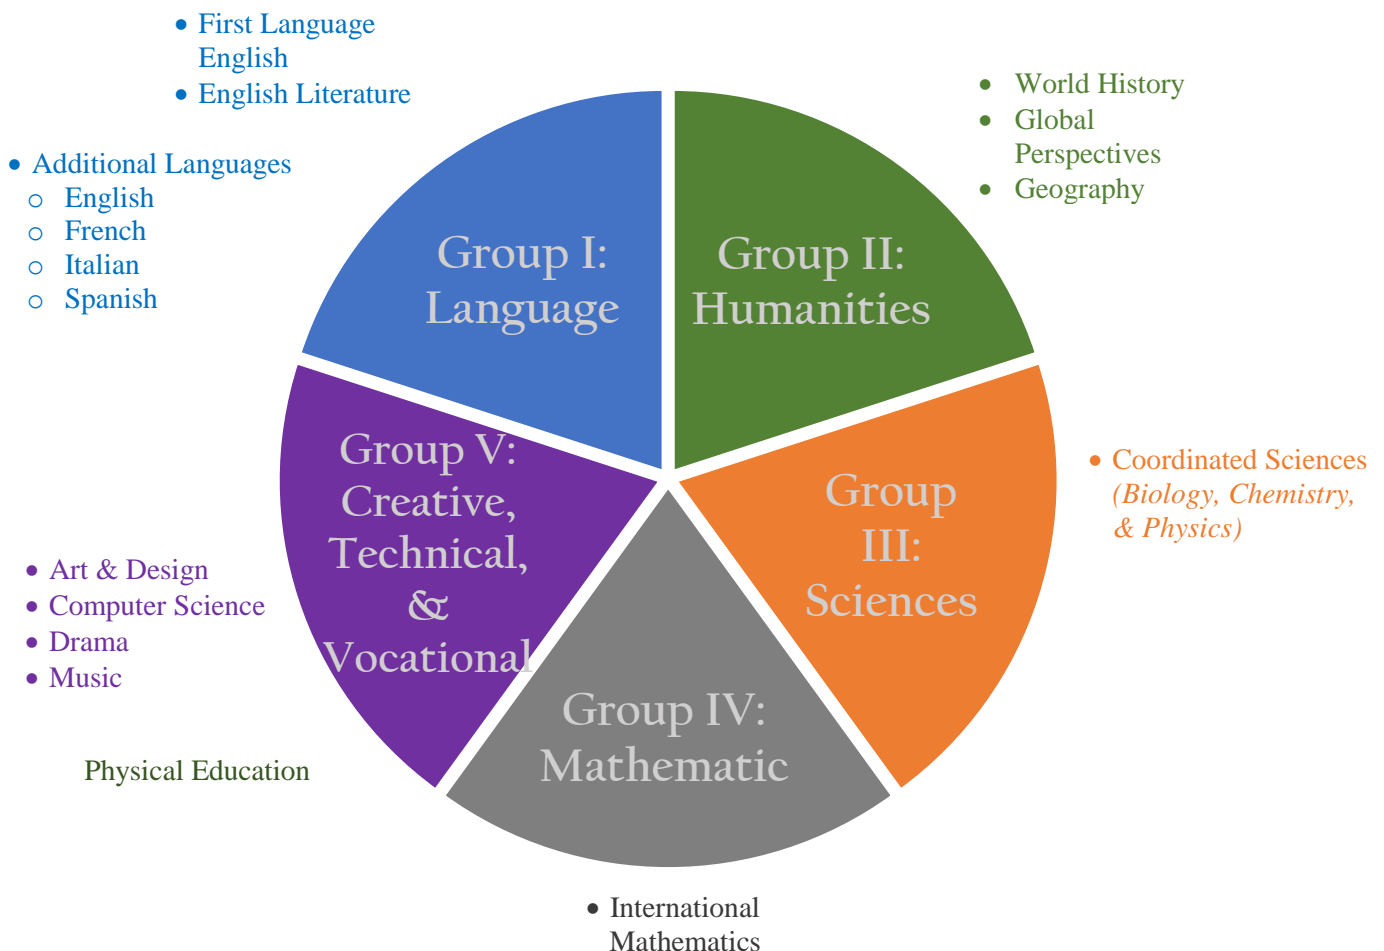 • First Language
English
• English Literature
• Additional Languages
o English
o French
o Italian
o Spanish
Group I:
Language
• World History
• Global
Perspectives
• Geography
Group II:
Humanities
• Coordinated Sciences
(Biology, Chemistry,
& Physics)
Group
III:
Sciences
Group V:
Creative,
Technical,
&
Vocational
• Art & Design
• Computer Science
• Drama
• Music
Physical Education
Group IV:
Mathematic
• International
Mathematics